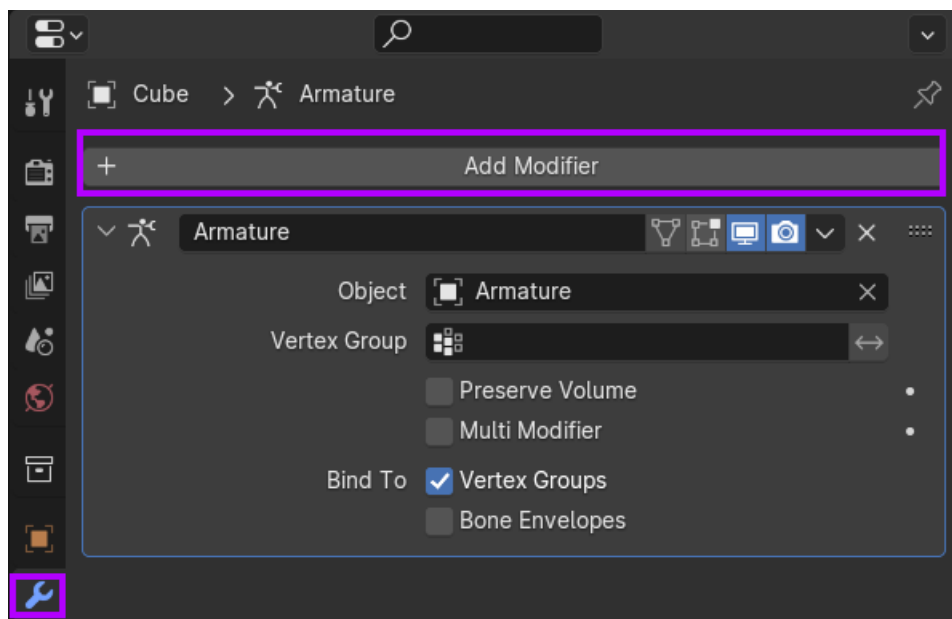 Cube > Armature
+ Add Modifier
Armature
Object Armature
Vertex Group
Preserve Volume
Multi Modifier
Bind To Vertex Groups
Bone Envelopes